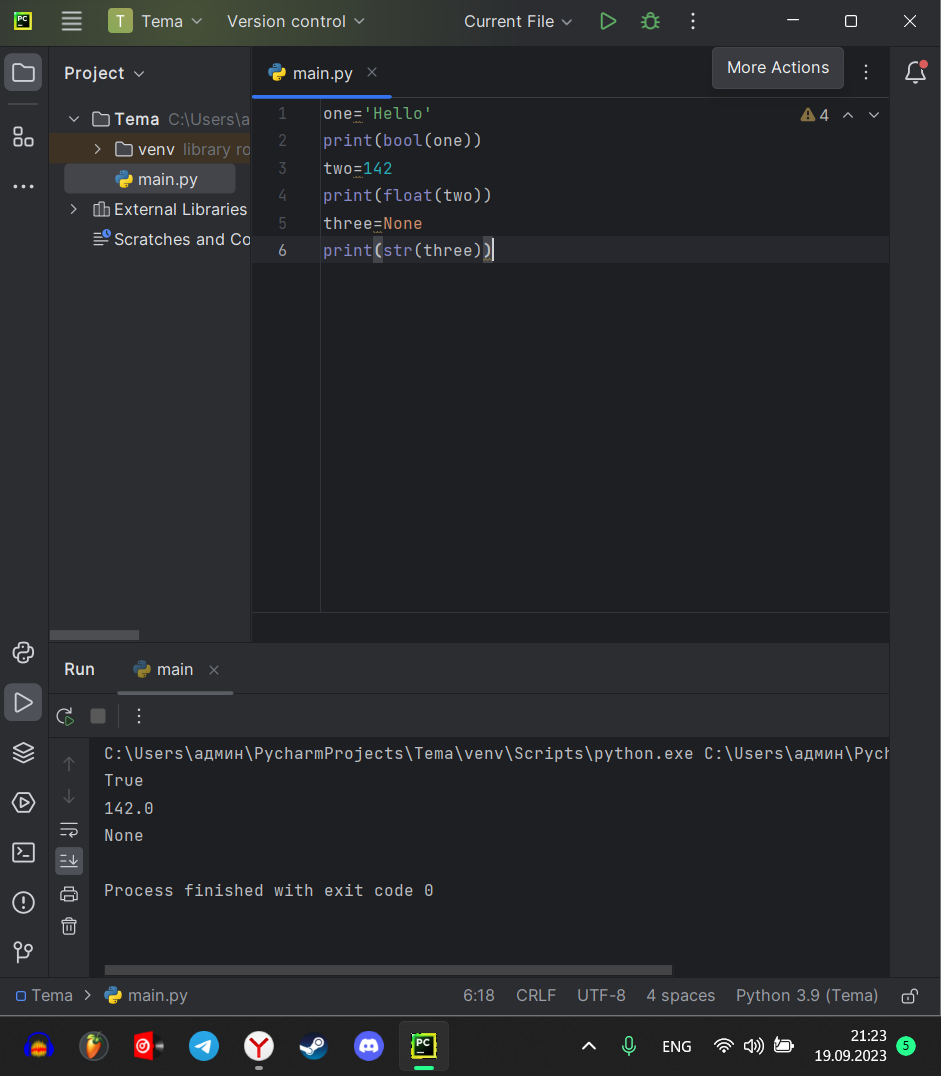 PC
T Tema Version control Current File
Project
main.py
More Actions
Tema C:\Users\a
venv library ro
main.py
External Libraries
Scratches and Co
4
1 one='Hello'
2 print(bool(one))
3 two=142
4 print(float(two))
5 three=None
6 print(str(three))
Run main
C:\Users\админ\PycharmProjects\Tema\venv\Scripts\python.exe C:\Users\админ\Pych
True
142.0
None
Process finished with exit code 0
Tema main.py 6:18 CRLF UTF-8 4 spaces Python 3.9 (Tema)
PC
ENG
21:23
19.09.2023
5